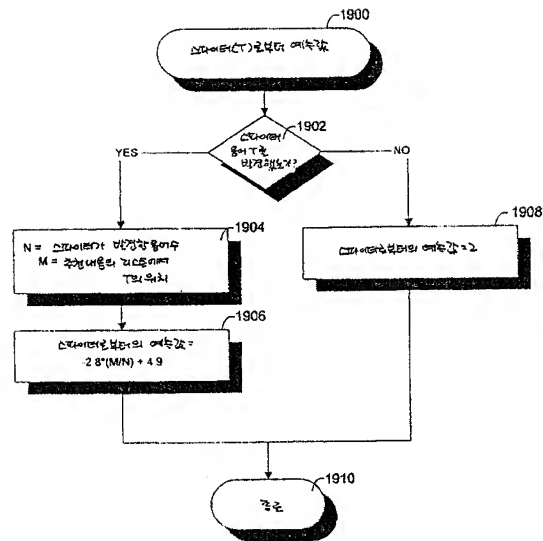 1900
스파이더(T)로부터 예측값
1902
스파이더
용어 T를
발견했는가?
YES
NO
1904
N = 스파이더가 발견한 용어수
M = 추천내용의 리스트에서
T의 위치
1908
스파이더로부터의 예측값=2
1906
스파이더로부터의 예측값=
-2.8*(M/N) + 4.9
1910
종료